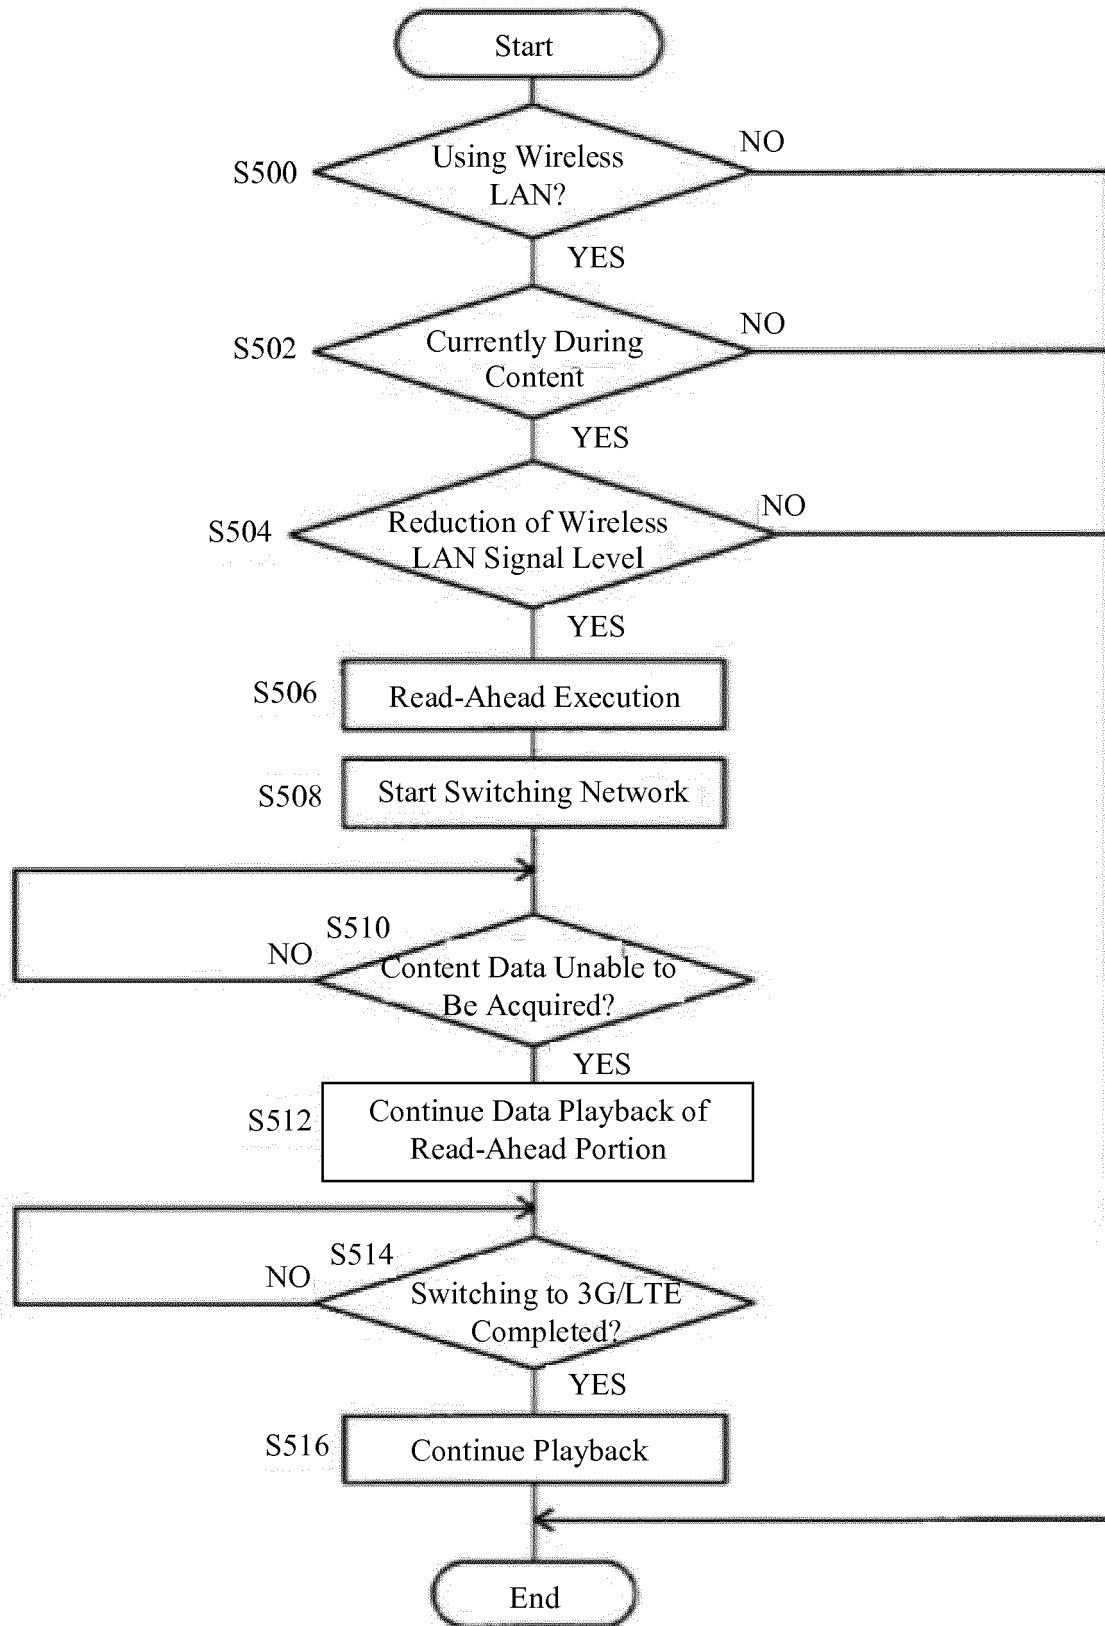 Start
NO
S500
Using Wireless
LAN?
YES
NO
S502
Currently During
Content
YES
NO
S504
Reduction of Wireless
LAN Signal Level
YES
S506
Read-Ahead Execution
S508
Start Switching Network
S510
NO
Content Data Unable to
Be Acquired?
YES
S512
Continue Data Playback of
Read-Ahead Portion
S514
NO
Switching to 3G/LTE
Completed?
YES
S516
Continue Playback
End